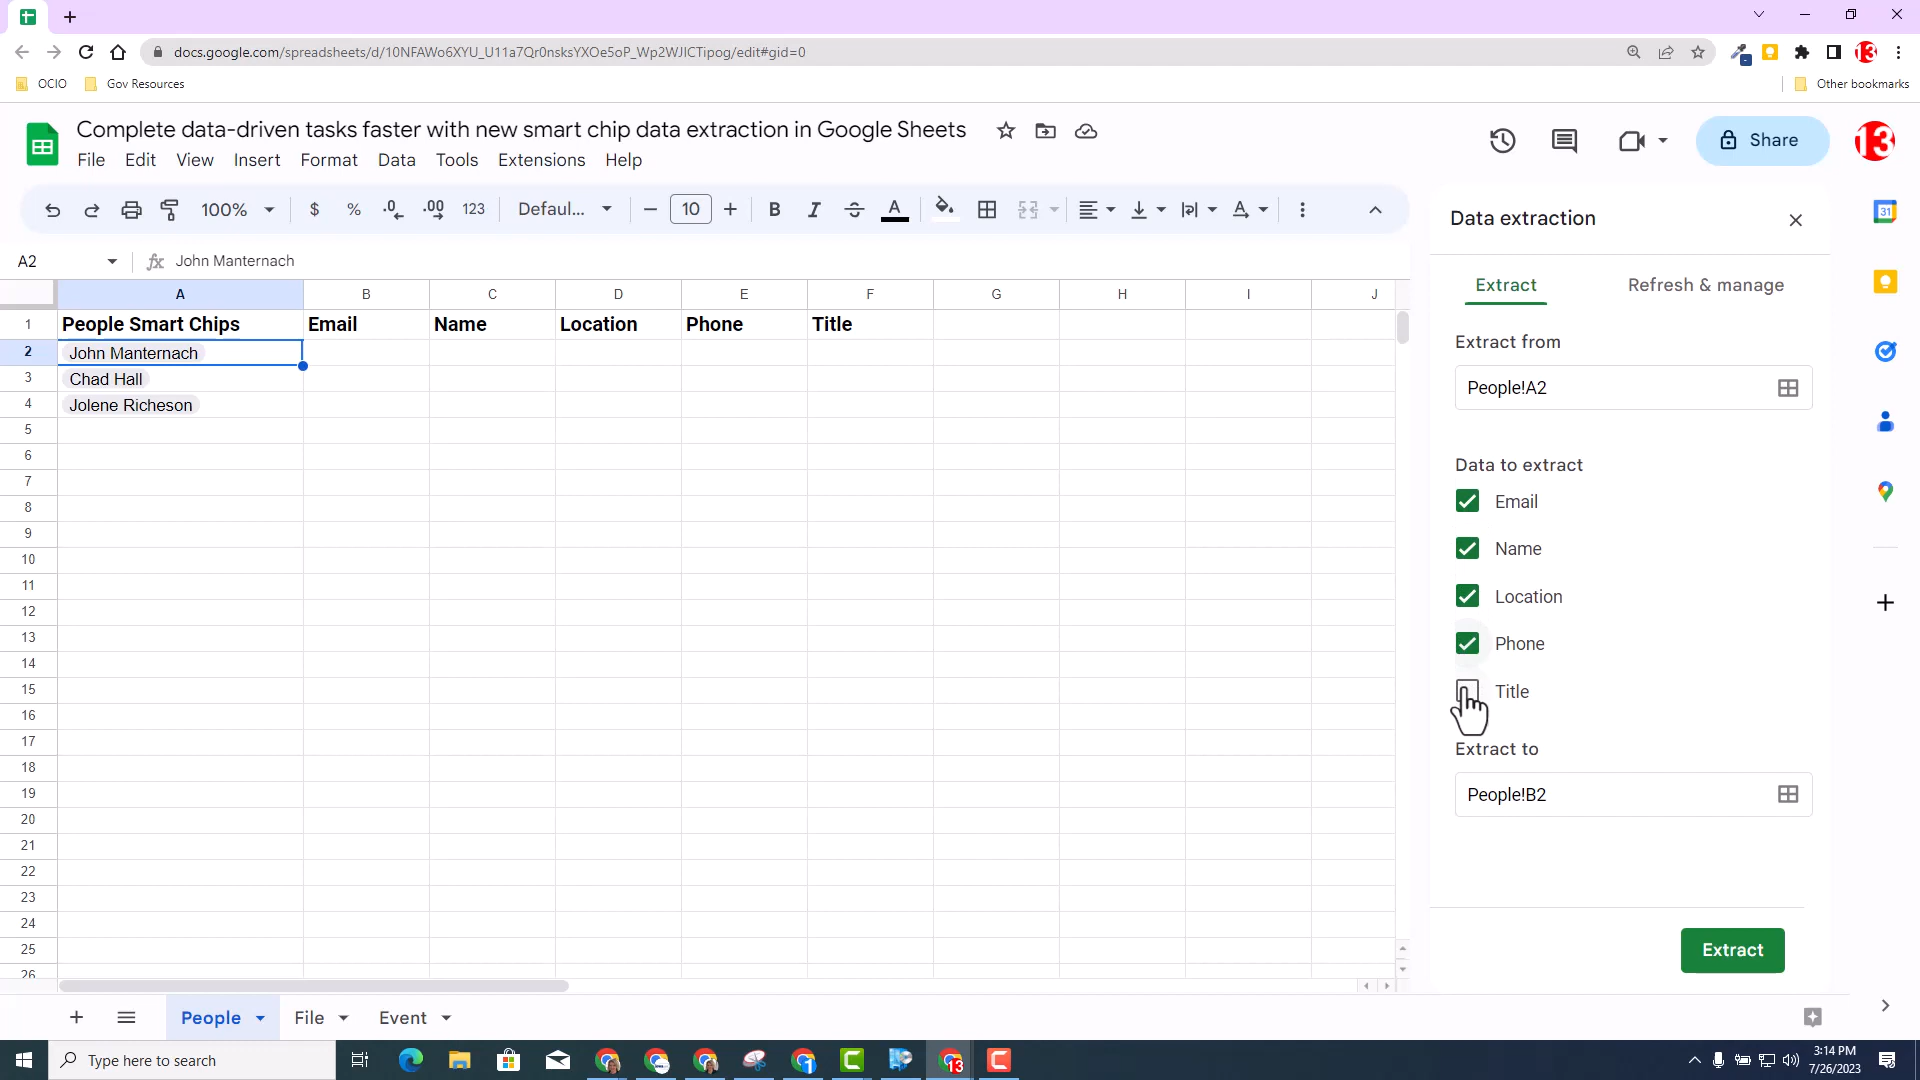 docs.google.com/spreadsheets/d/10NFAWo6XYU_U11a7Qr0nsksYXOe5oP_Wp2WJICTipog/edit#gid=0
OCIO
Gov Resources
Other bookmarks
Complete data-driven tasks faster with new smart chip data extraction in Google Sheets
File Edit View Insert Format Data Tools Extensions Help
Share
13
100% $ % .0 .00 123 Defaul... 10 B I S A
A2 fx John Manternach
A B C D E F G H I J
1 People Smart Chips Email Name Location Phone Title
2 John Manternach
3 Chad Hall
4 Jolene Richeson
5
6
7
8
9
10
11
12
13
14
15
16
17
18
19
20
21
22
23
24
25
26
Data extraction
Extract Refresh & manage
Extract from
People!A2
Data to extract
Email
Name
Location
Phone
Title
Extract to
People!B2
Extract
31
People File Event
Type here to search
3:14 PM
7/26/2023